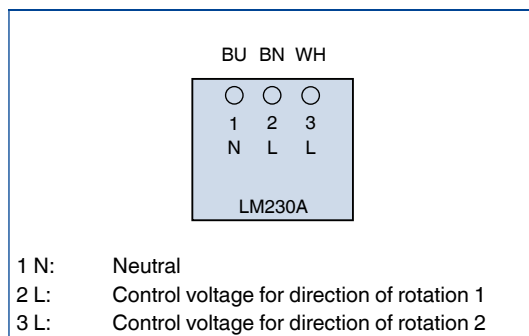 BU BN WH
1 2 3
N L L
LM230A
1 N: Neutral
2 L: Control voltage for direction of rotation 1
3 L: Control voltage for direction of rotation 2